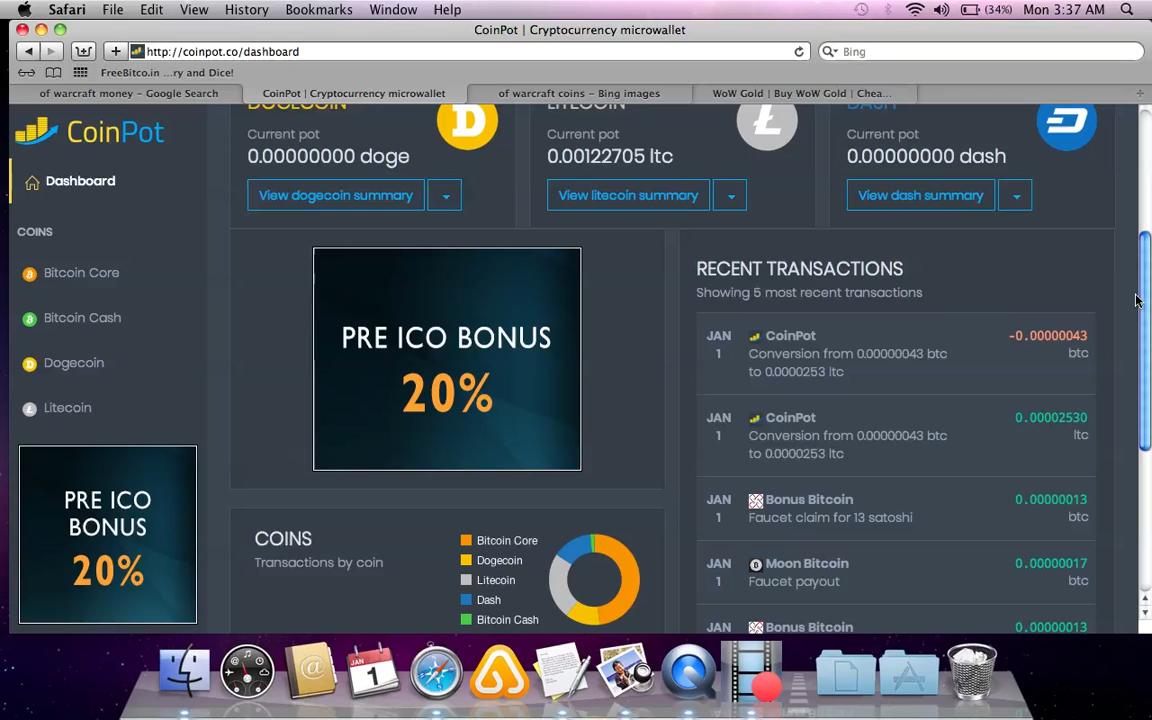 Safari File Edit View History Bookmarks Window Help (34%) Mon 3:37 AM
CoinPot | Cryptocurrency microwallet
http://coinpot.co/dashboard Bing
FreeBitco.in ...ry and Dice!
of warcraft money – Google Search CoinPot | Cryptocurrency microwallet of warcraft coins – Bing images WoW Gold | Buy WoW Gold | Chea...
CoinPot
Dashboard
COINS
Bitcoin Core
Bitcoin Cash
Dogecoin
Litecoin
PRE ICO
BONUS
20%
DOGECOIN
Current pot
0.00000000 doge
View dogecoin summary
LITECOIN
Current pot
0.00122705 ltc
View litecoin summary
DASH
Current pot
0.00000000 dash
View dash summary
PRE ICO BONUS
20%
COINS
Transactions by coin
Bitcoin Core
Dogecoin
Litecoin
Dash
Bitcoin Cash
RECENT TRANSACTIONS
Showing 5 most recent transactions
JAN CoinPot -0.00000043
1 Conversion from 0.00000043 btc btc
to 0.0000253 ltc
JAN CoinPot 0.00002530
1 Conversion from 0.00000043 btc ltc
to 0.0000253 ltc
JAN Bonus Bitcoin 0.00000013
1 Faucet claim for 13 satoshi btc
JAN Moon Bitcoin 0.00000017
1 Faucet payout btc
JAN Bonus Bitcoin 0.00000013
JAN
1